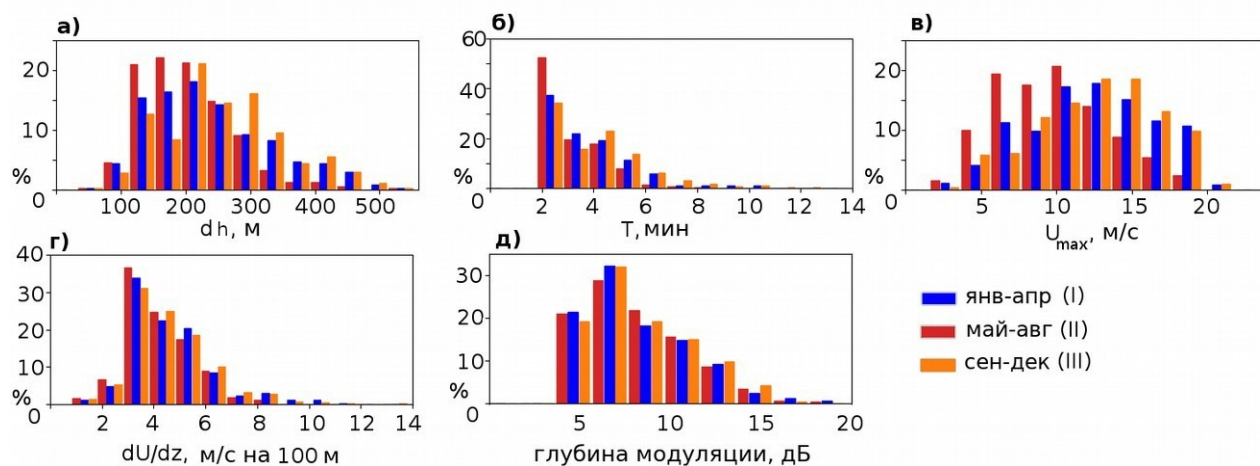 а)
20
10
%
0
100 200 300 400 500
dh, м
б)
60
40
20
%
0
2 4 6 8 10 12 14
T, мин
в)
20
10
%
0
5 10 15 20
Umax, м/с
г)
40
30
20
10
%
0
2 4 6 8 10 12 14
dU/dz, м/с на 100 м
д)
30
20
10
%
0
5 10 15 20
глубина модуляции, дБ
янв-апр (I)
май-авг (II)
сен-дек (III)